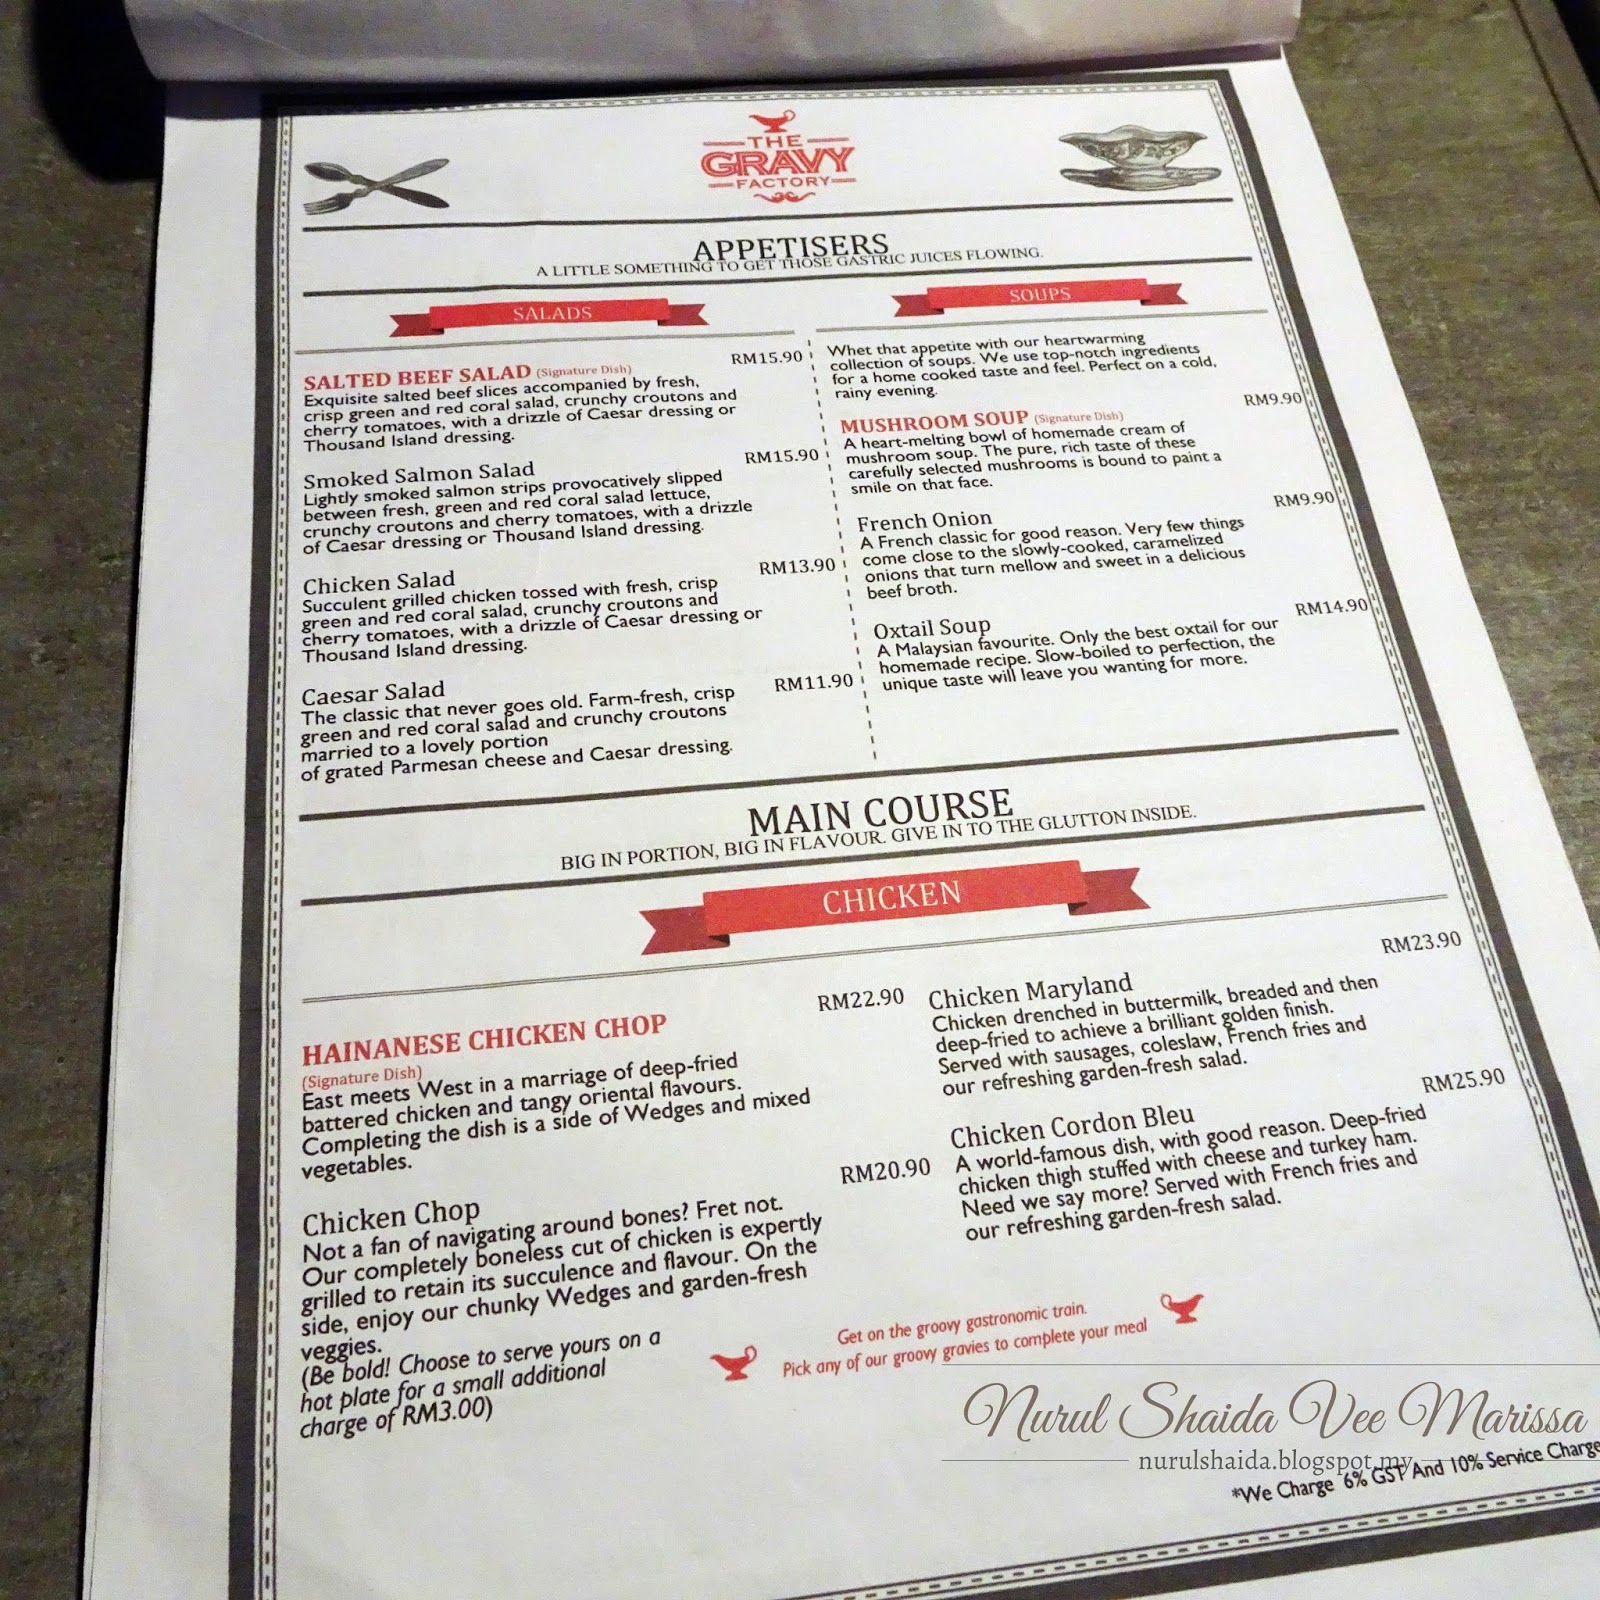 THE
GRAVY
FACTORY
APPETISERS
A LITTLE SOMETHING TO GET THOSE GASTRIC JUICES FLOWING.
SALADS
SALTED BEEF SALAD (Signature Dish) RM15.90
Exquisite salted beef slices accompanied by fresh,
crisp green and red coral salad, crunchy croutons and
cherry tomatoes, with a drizzle of Caesar dressing or
Thousand Island dressing.
Smoked Salmon Salad RM15.90
Lightly smoked salmon strips provocatively slipped
between fresh, green and red coral salad lettuce,
crunchy croutons and cherry tomatoes, with a drizzle
of Caesar dressing or Thousand Island dressing.
Chicken Salad RM13.90
Succulent grilled chicken tossed with fresh, crisp
green and red coral salad, crunchy croutons and
cherry tomatoes, with a drizzle of Caesar dressing or
Thousand Island dressing.
Caesar Salad RM11.90
The classic that never goes old. Farm-fresh, crisp
green and red coral salad and crunchy croutons
married to a lovely portion
of grated Parmesan cheese and Caesar dressing.
SOUPS
Whet that appetite with our heartwarming
collection of soups. We use top-notch ingredients
for a home cooked taste and feel. Perfect on a cold,
rainy evening.
MUSHROOM SOUP (Signature Dish) RM9.90
A heart-melting bowl of homemade cream of
mushroom soup. The pure, rich taste of these
carefully selected mushrooms is bound to paint a
smile on that face.
French Onion RM9.90
A French classic for good reason. Very few things
come close to the slowly-cooked, caramelized
onions that turn mellow and sweet in a delicious
beef broth.
Oxtail Soup RM14.90
A Malaysian favourite. Only the best oxtail for our
homemade recipe. Slow-boiled to perfection, the
unique taste will leave you wanting for more.
MAIN COURSE
BIG IN PORTION, BIG IN FLAVOUR. GIVE IN TO THE GLUTTON INSIDE.
CHICKEN
HAINANESE CHICKEN CHOP RM22.90
(Signature Dish)
East meets West in a marriage of deep-fried
battered chicken and tangy oriental flavours.
Completing the dish is a side of Wedges and mixed
vegetables.
Chicken Chop RM20.90
Not a fan of navigating around bones? Fret not.
Our completely boneless cut of chicken is expertly
grilled to retain its succulence and flavour. On the
side, enjoy our chunky Wedges and garden-fresh
veggies.
(Be bold! Choose to serve yours on a
hot plate for a small additional
charge of RM3.00)
Chicken Maryland RM23.90
Chicken drenched in buttermilk, breaded and then
deep-fried to achieve a brilliant golden finish.
Served with sausages, coleslaw, French fries and
our refreshing garden-fresh salad.
Chicken Cordon Bleu RM25.90
A world-famous dish, with good reason. Deep-fried
chicken thigh stuffed with cheese and turkey ham.
Need we say more? Served with French fries and
our refreshing garden-fresh salad.
Get on the groovy gastronomic train.
Pick any of our groovy gravies to complete your meal
Nurul Shaida Vee Marissa
nurulshaida.blogspot.my
*We Charge 6% GST And 10% Service Charge